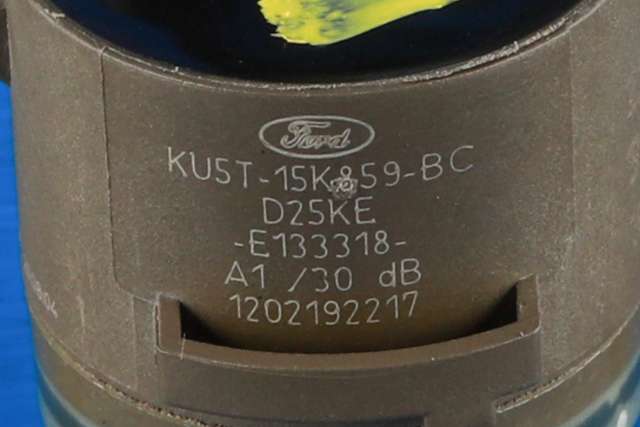 Ford
KU5T-15K859-BC
D25KE
-E133318-
A1 /30 dB
1202192217